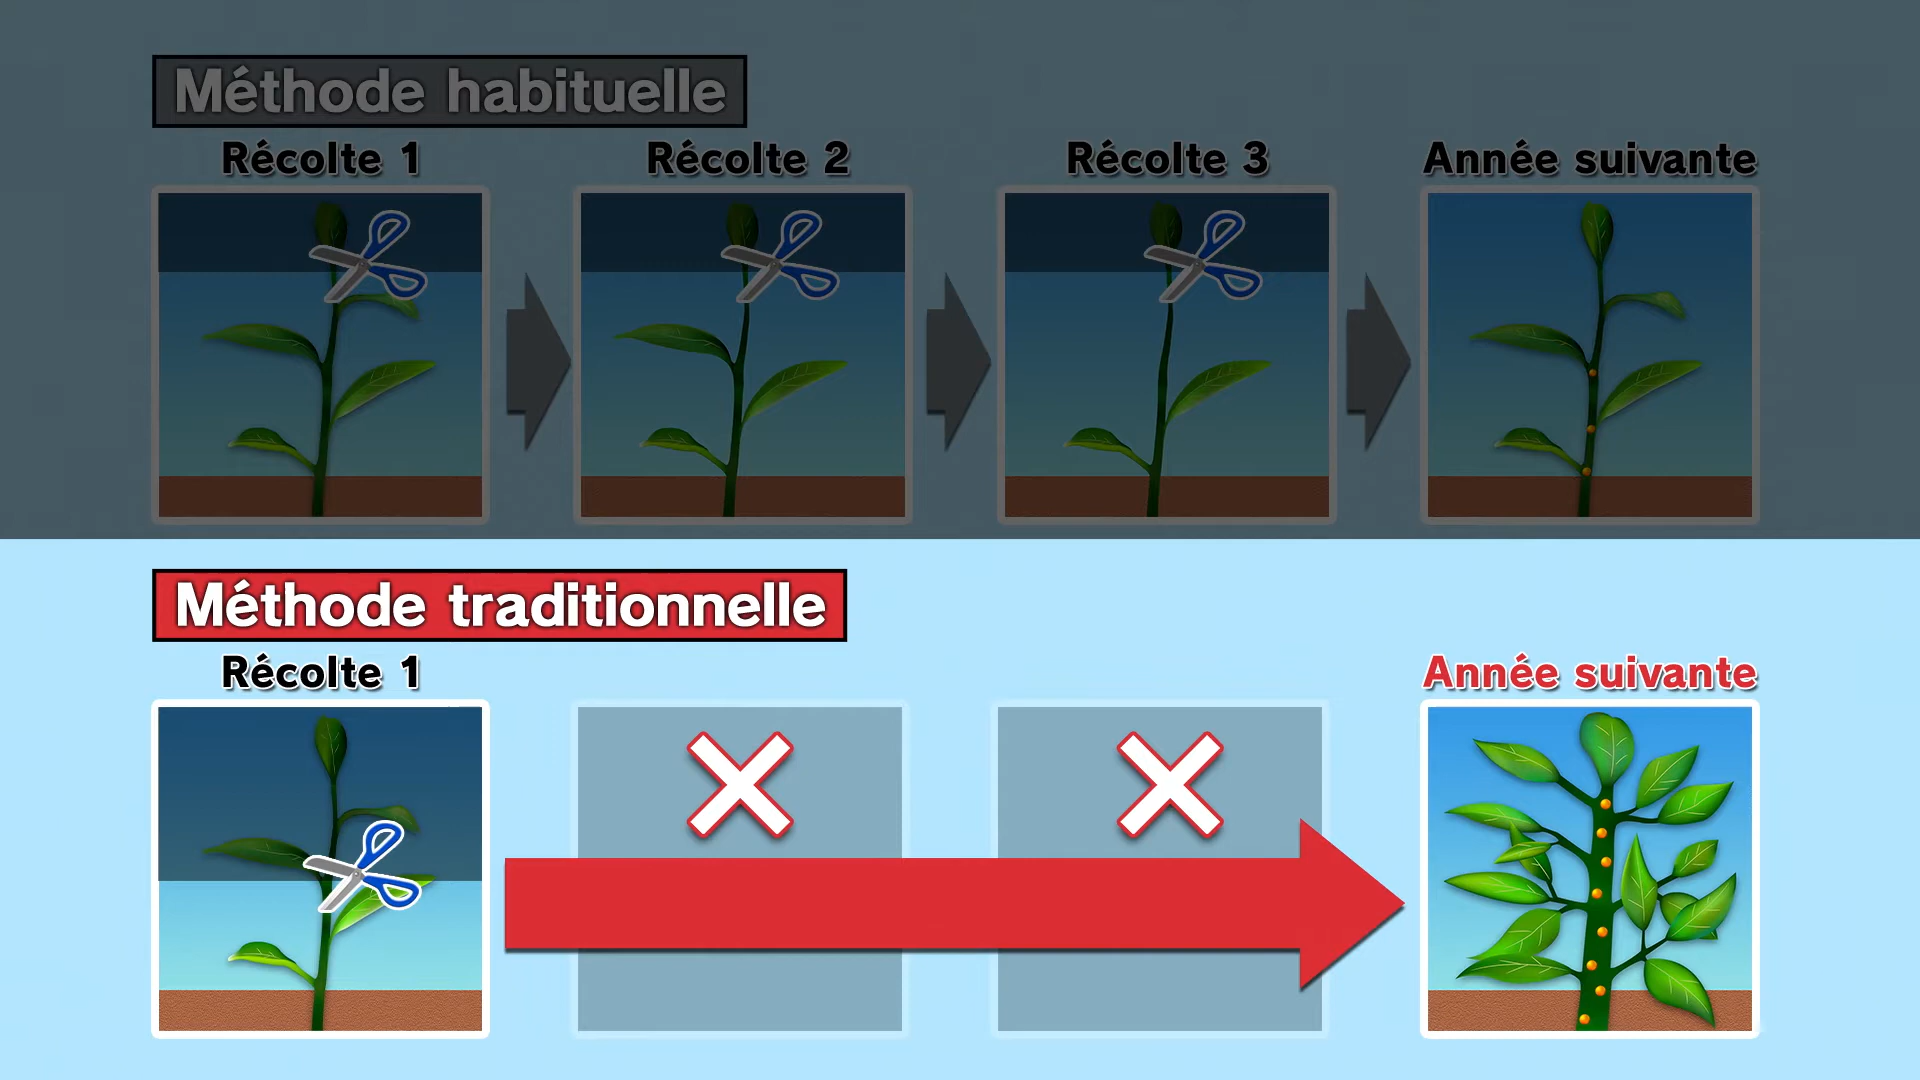 Méthode habituelle
Récolte 1
Récolte 2
Récolte 3
Année suivante
Méthode traditionnelle
Récolte 1
Année suivante